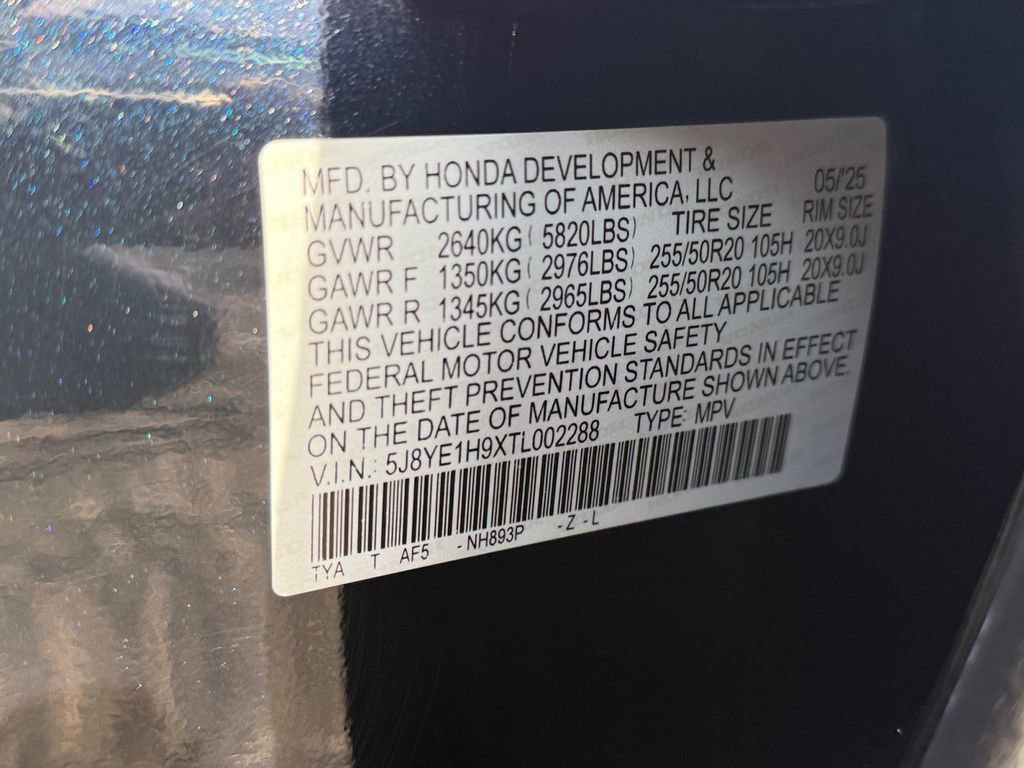 MFD. BY HONDA DEVELOPMENT &
MANUFACTURING OF AMERICA, LLC 05/'25
GVWR 2640KG ( 5820LBS) TIRE SIZE RIM SIZE
GAWR F 1350KG ( 2976LBS) 255/50R20 105H 20X9.0J
GAWR R 1345KG ( 2965LBS) 255/50R20 105H 20X9.0J
THIS VEHICLE CONFORMS TO ALL APPLICABLE
FEDERAL MOTOR VEHICLE SAFETY
AND THEFT PREVENTION STANDARDS IN EFFECT
ON THE DATE OF MANUFACTURE SHOWN ABOVE.
V.I.N.: 5J8YE1H9XTL002288 TYPE: MPV
TYA T AF5 -NH893P -Z -L